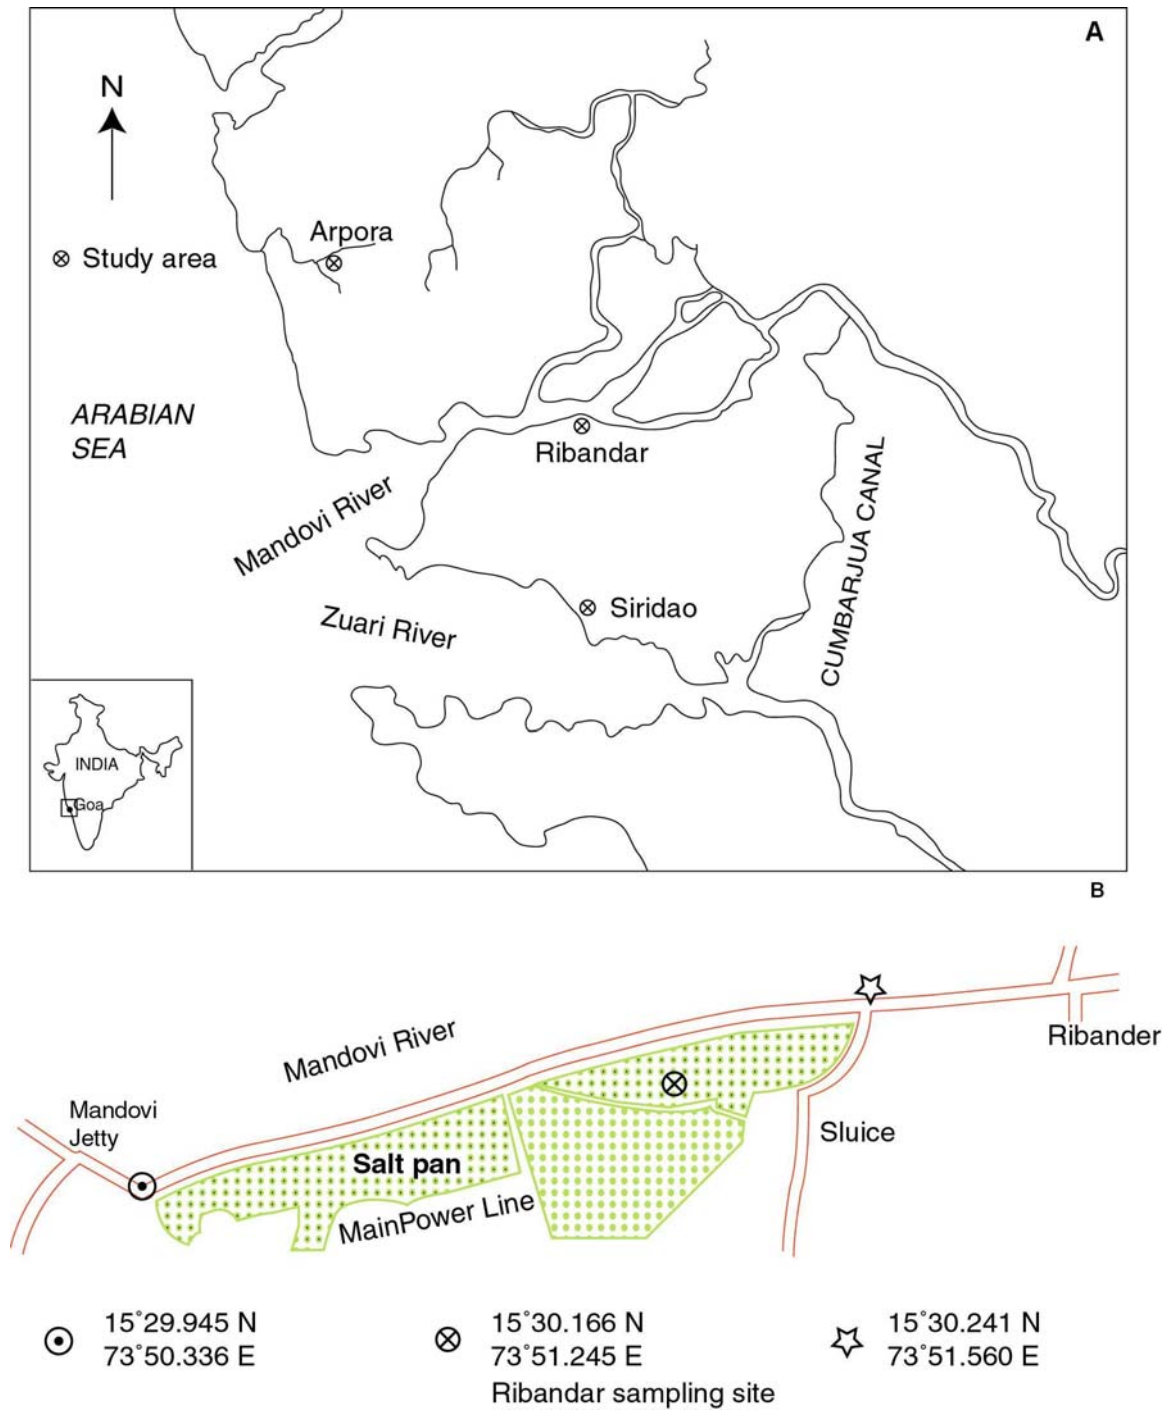 A
N
Arpora
Study area
ARABIAN
SEA
Ribandar
Mandovi River
CUMBARJUA CANAL
Siridao
Zuari River
INDIA
Goa
B
Mandovi River
Ribander
Mandovi
Jetty
Sluice
Salt pan
MainPower Line
15°29.945 N
73°50.336 E
15°30.166 N
73°51.245 E
Ribandar sampling site
15°30.241 N
73°51.560 E